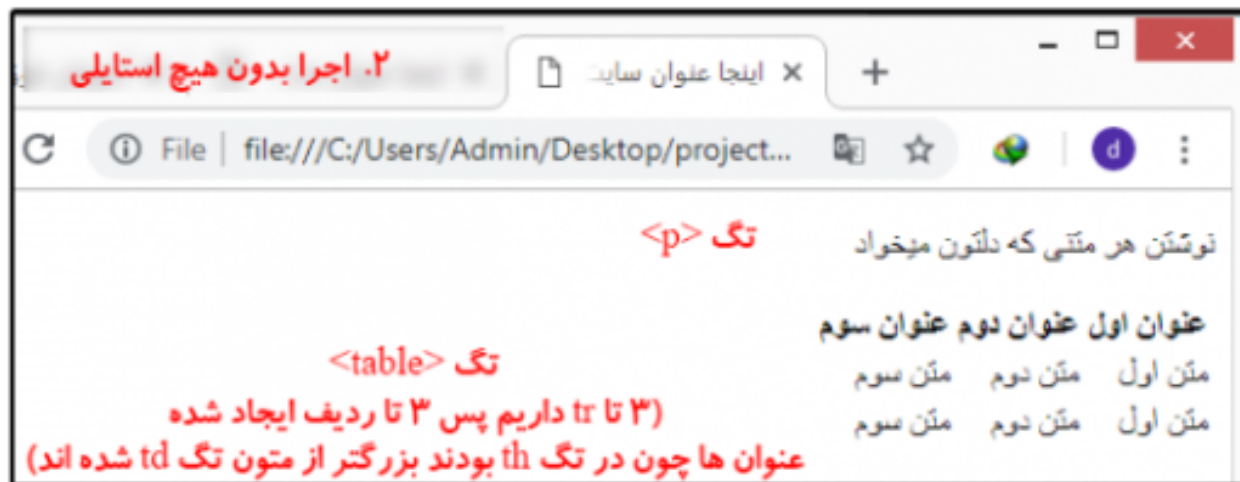 ۲. اجرا بدون هیچ استایلی
اینجا عنوان سایت
File | file:///C:/Users/Admin/Desktop/project...
d
نوشتن هر متنی که دلتون میخواد
تگ <p>
عنوان اول عنوان دوم عنوان سوم
متن اول متن دوم متن سوم
متن اول متن دوم متن سوم
تگ <table>
(۳ تا tr داریم پس ۳ تا ردیف ایجاد شده
عنوان ها چون در تگ th بودند بزرگتر از متون تگ td شده اند)